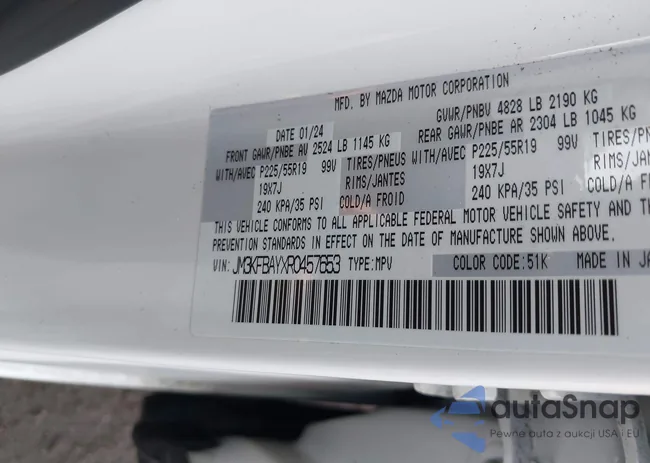 MFD. BY MAZDA MOTOR CORPORATION
DATE 01/24 GVWR/PNBV 4828 LB 2190 KG
FRONT GAWR/PNBE AV 2524 LB 1145 KG REAR GAWR/PNBE AR 2304 LB 1045 KG
WITH/AVEC P225/55R19 99V TIRES/PNEUS WITH/AVEC P225/55R19 99V TIRES/PNEUS
19X7J RIMS/JANTES 19X7J RIMS/JANTES
240 KPA/35 PSI COLD/A FROID 240 KPA/35 PSI COLD/A F
THIS VEHICLE CONFORMS TO ALL APPLICABLE FEDERAL MOTOR VEHICLE SAFETY AND
PREVENTION STANDARDS IN EFFECT ON THE DATE OF MANUFACTURE SHOWN ABOVE.
VIN: JM3KFBAYXR0457653 TYPE:MPV COLOR CODE:51K MADE IN JA
autaSnap
Pewne auta z aukcji USA i EU